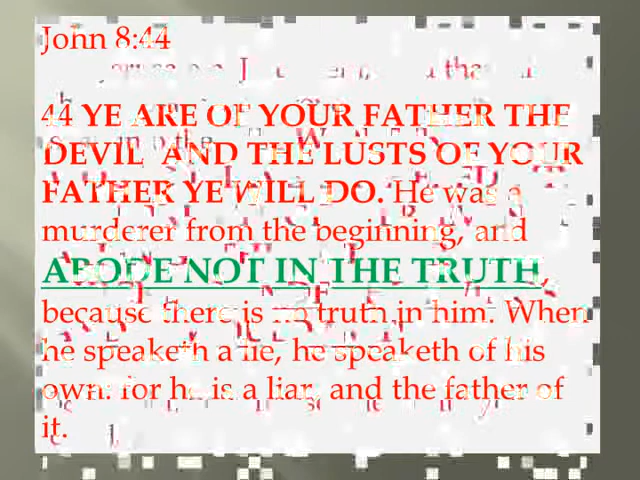 John 8:44
44 YE ARE OF YOUR FATHER THE
DEVIL AND THE LUSTS OF YOUR
FATHER YE WILL DO. He was a
murderer from the beginning, and
ABODE NOT IN THE TRUTH,
because there is no truth in him. When
he speaketh a lie, he speaketh of his
own: for he is a liar, and the father of
it.